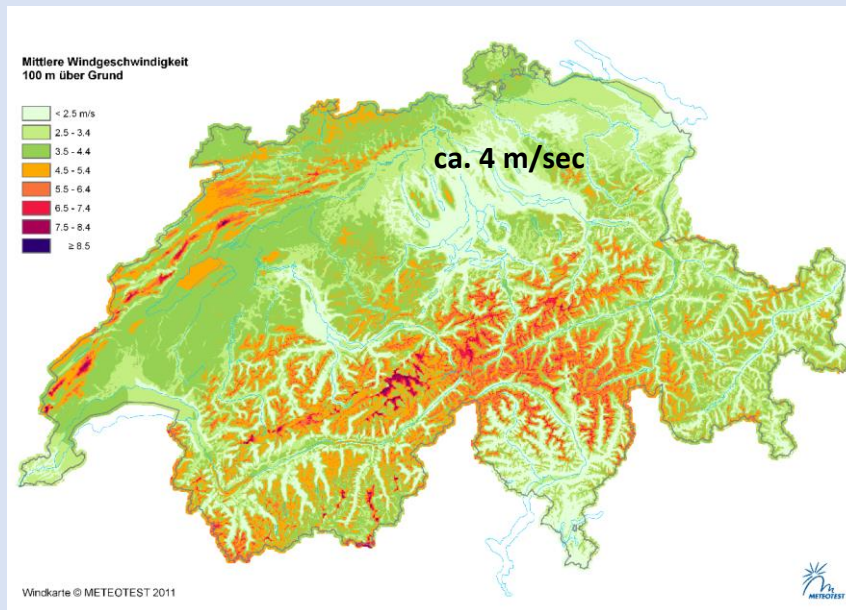 Mittlere Windgeschwindigkeit
100 m über Grund
< 2.5 m/s
2.5 - 3.4
3.5 - 4.4
4.5 - 5.4
5.5 - 6.4
6.5 - 7.4
7.5 - 8.4
≥ 8.5
ca. 4 m/sec
Windkarte © METEOTEST 2011
METEOTEST